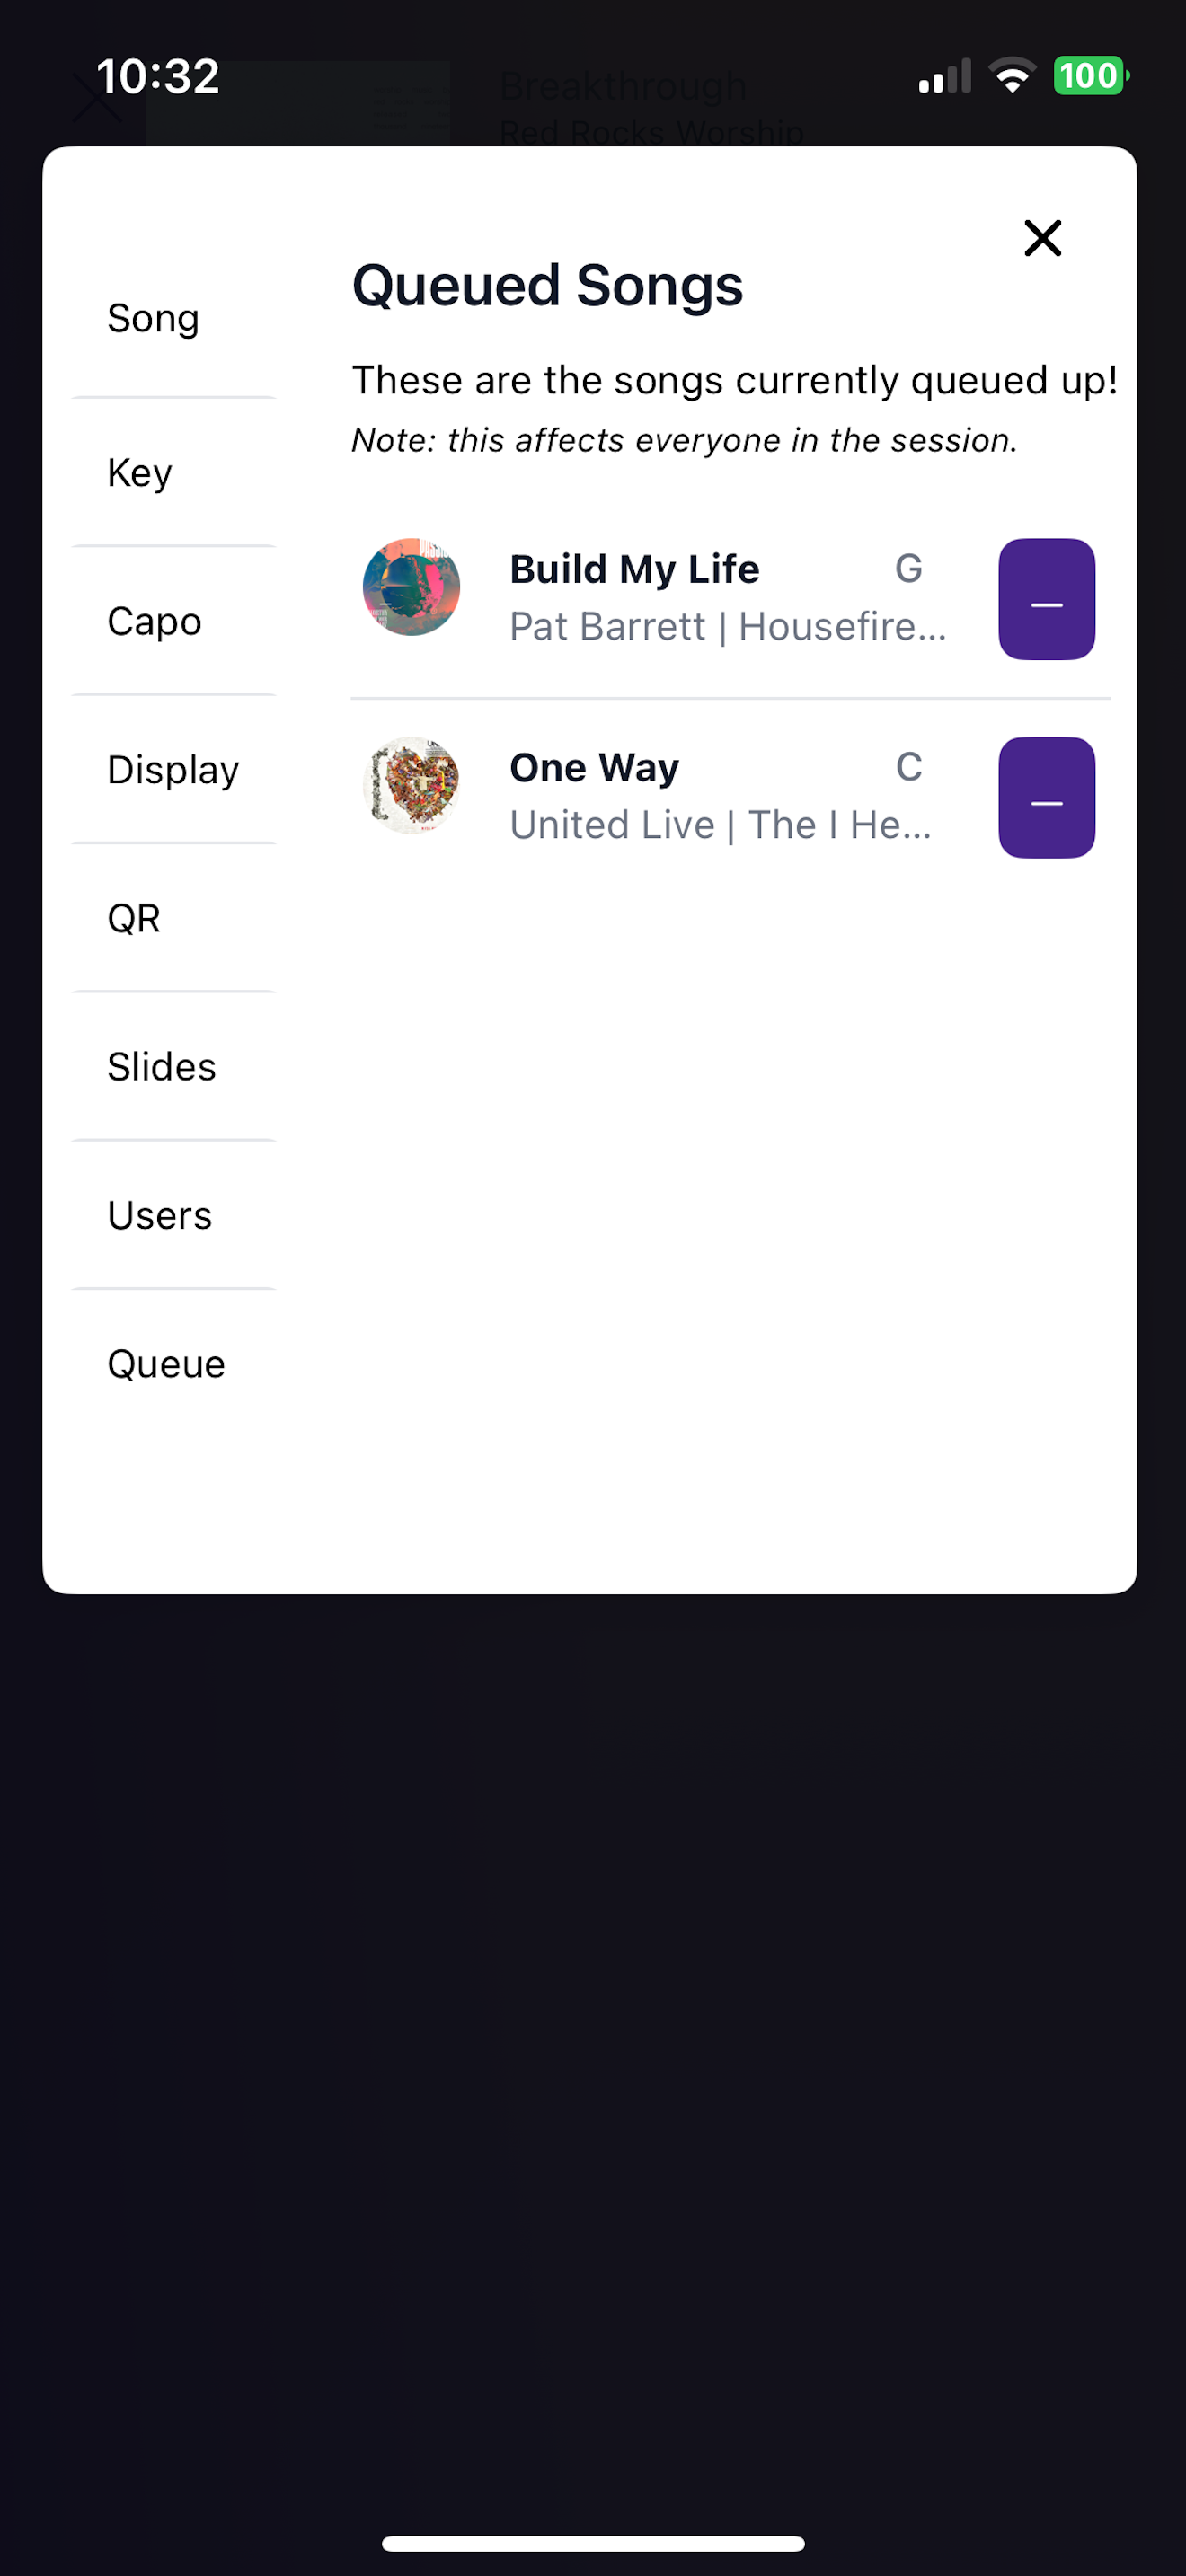 10:32
100
Breakthrough
Red Rocks Worship
Queued Songs
These are the songs currently queued up!
Note: this affects everyone in the session.
Song
Key
Capo
Display
QR
Slides
Users
Queue
Build My Life
G
Pat Barrett | Housefire...
One Way
C
United Live | The I He...